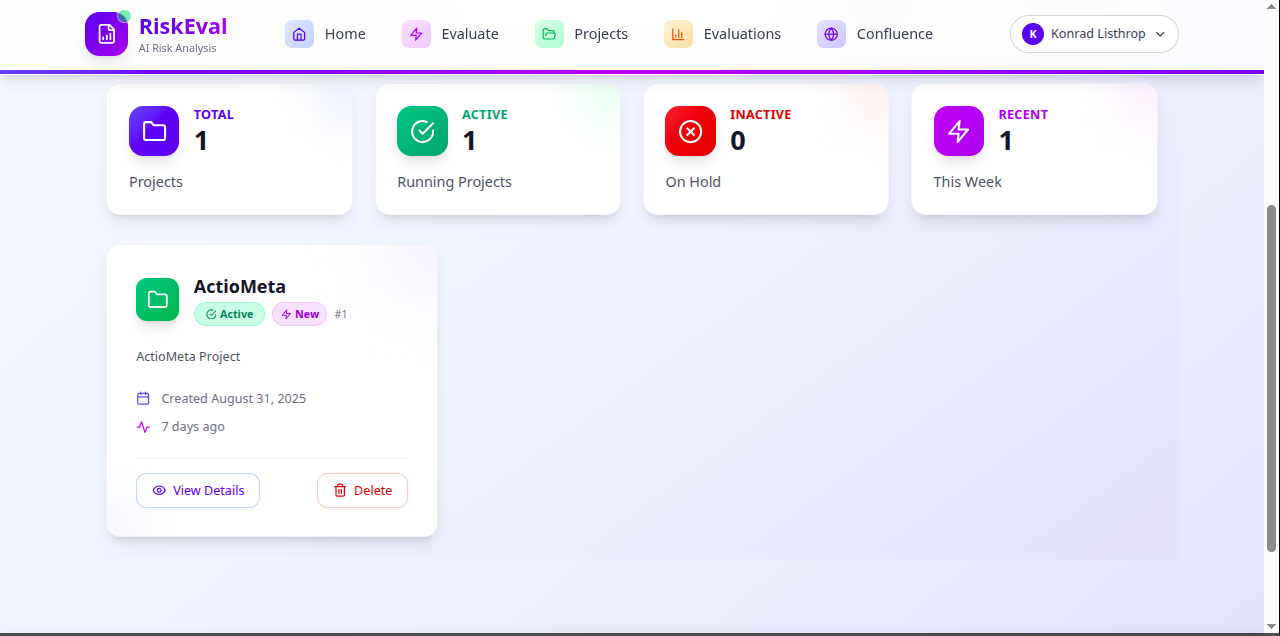 RiskEval
AI Risk Analysis
Home
Evaluate
Projects
Evaluations
Confluence
K
Konrad Listhrop
TOTAL
1
Projects
ACTIVE
1
Running Projects
INACTIVE
0
On Hold
RECENT
1
This Week
ActioMeta
Active
New
#1
ActioMeta Project
Created August 31, 2025
7 days ago
View Details
Delete